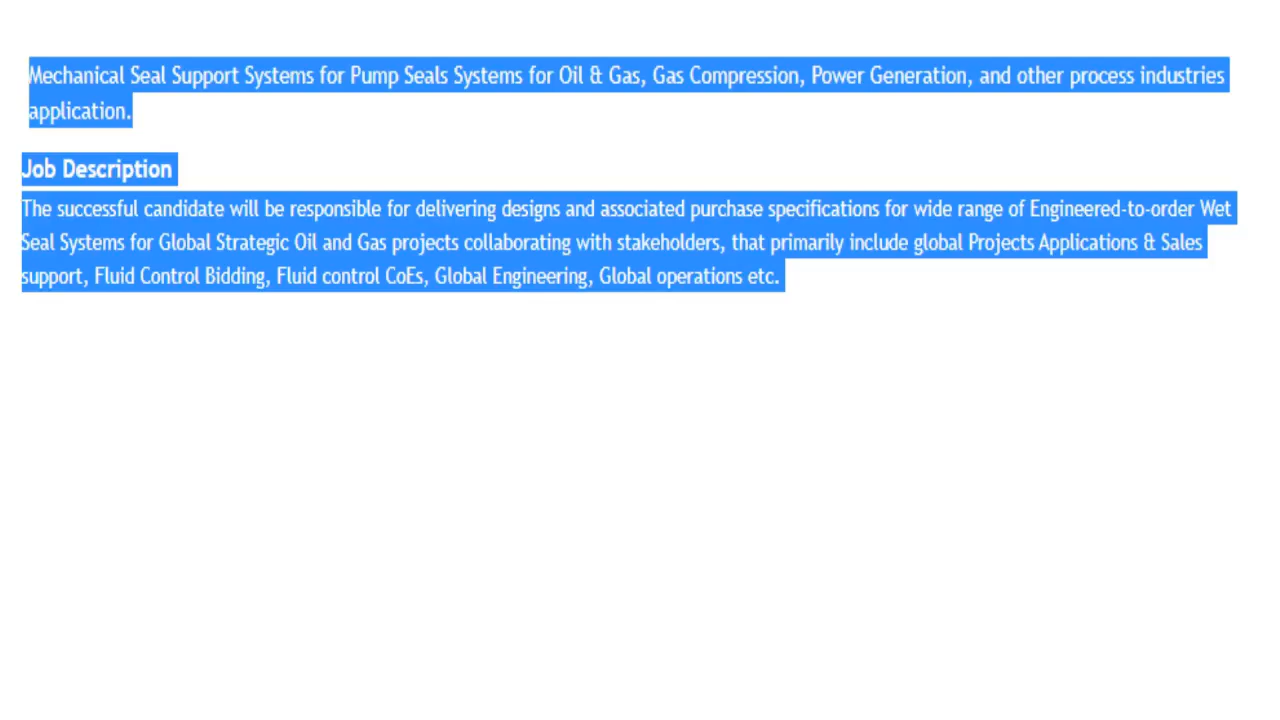 Mechanical Seal Support Systems for Pump Seals Systems for Oil & Gas, Gas Compression, Power Generation, and other process industries
application.
Job Description
The successful candidate will be responsible for delivering designs and associated purchase specifications for wide range of Engineered-to-order Wet
Seal Systems for Global Strategic Oil and Gas projects collaborating with stakeholders, that primarily include global Projects Applications & Sales
support, Fluid Control Bidding, Fluid control CoEs, Global Engineering, Global operations etc.